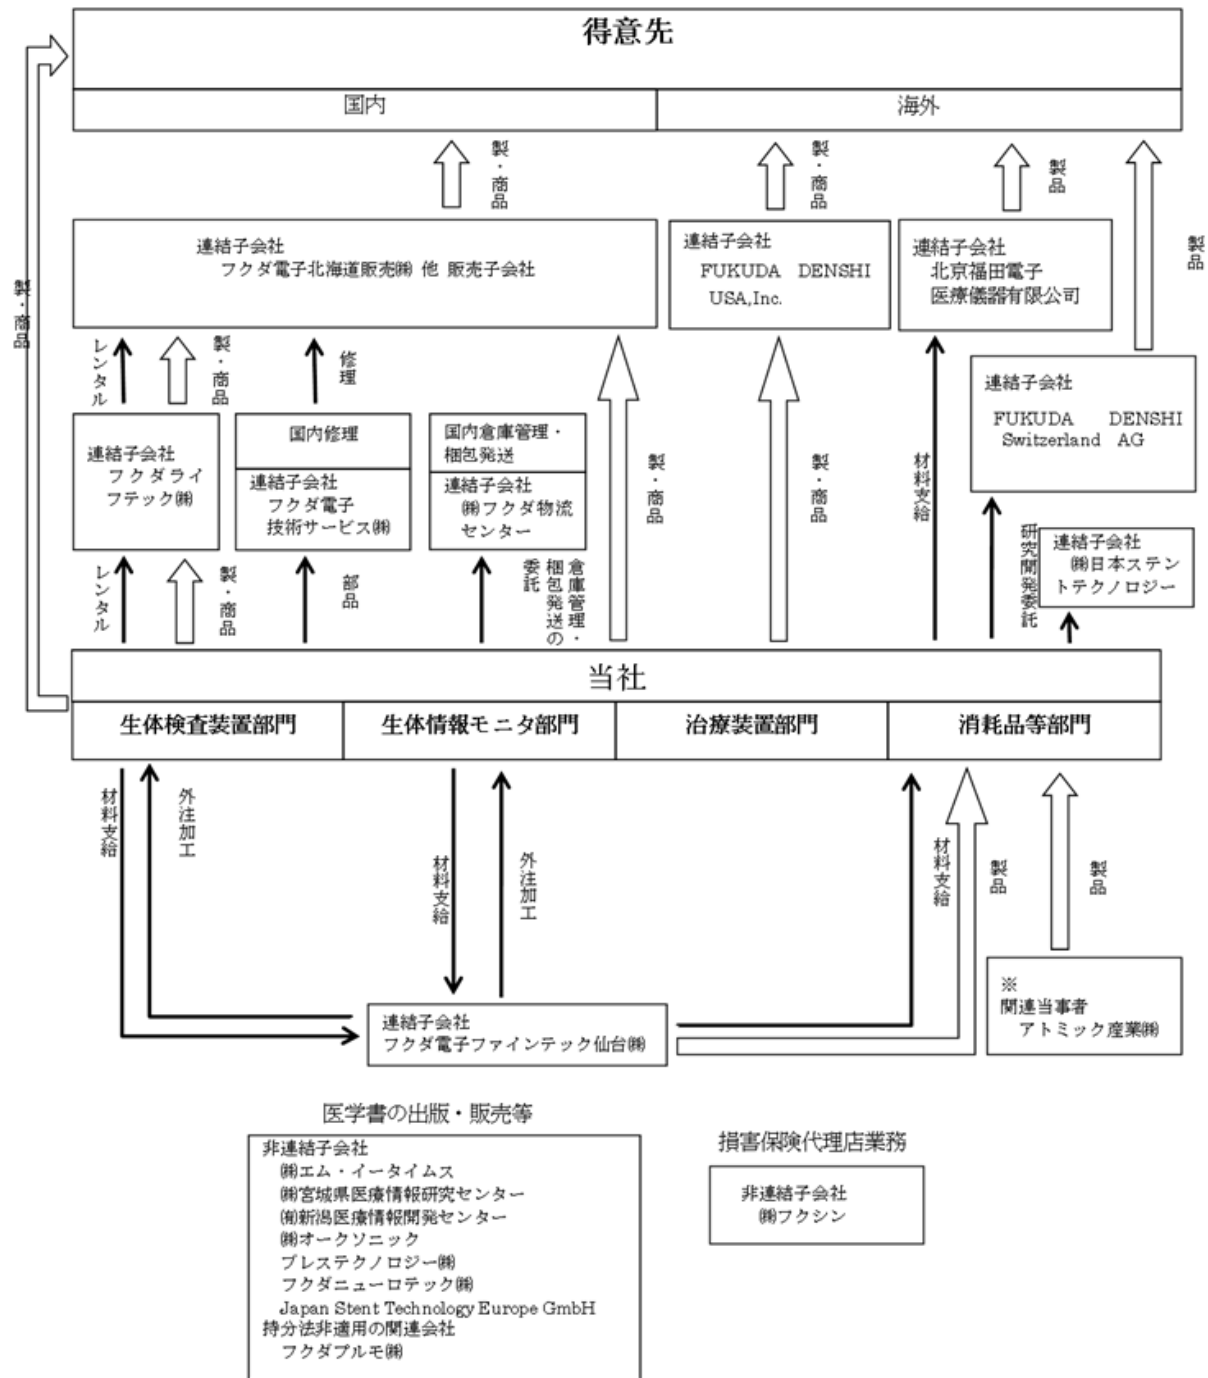 得意先
国内
海外
製・商品
製・商品
製品
製品
製・商品
連結子会社
フクダ電子北海道販売㈱ 他 販売子会社
連結子会社
FUKUDA DENSHI
USA,Inc.
連結子会社
北京福田電子
医療儀器有限公司
レンタル
製・商品
修理
連結子会社
FUKUDA DENSHI
Switzerland AG
連結子会社
フクダライ
フテック㈱
国内修理
連結子会社
フクダ電子
技術サービス㈱
国内倉庫管理・
梱包発送
連結子会社
㈱フクダ物流
センター
製・商品
製・商品
材料支給
研究開発委託
連結子会社
㈱日本ステン
トテクノロジー
レンタル
製・商品
部品
倉庫管理・
梱包発送の
委託
当社
生体検査装置部門
生体情報モニタ部門
治療装置部門
消耗品等部門
材料支給
外注加工
材料支給
外注加工
材料支給
製品
製品
連結子会社
フクダ電子ファインテック仙台㈱
※
関連当事者
アトミック産業㈱
医学書の出版・販売等
非連結子会社
㈱エム・イータイムス
㈱宮城県医療情報研究センター
㈲新潟医療情報開発センター
㈱オークソニック
ブレステクノロジー㈱
フクダニューロテック㈱
Japan Stent Technology Europe GmbH
持分法非適用の関連会社
フクダプルモ㈱
損害保険代理店業務
非連結子会社
㈱フクシン